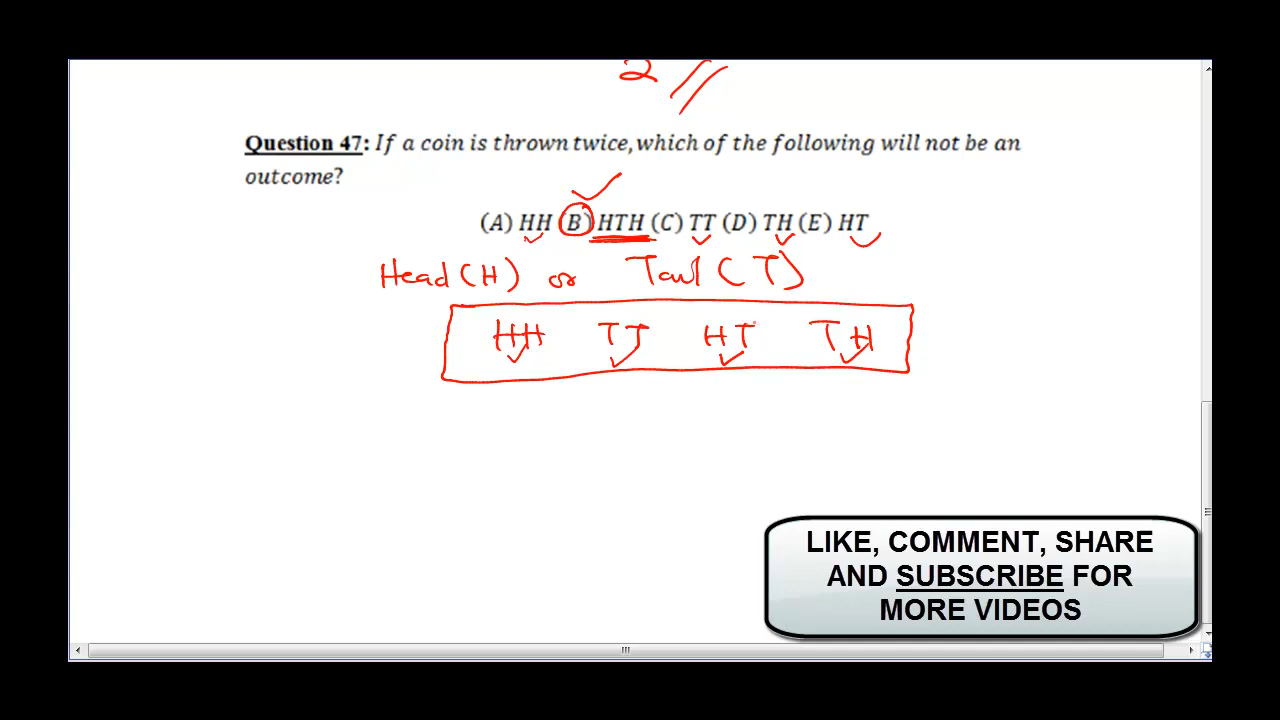 2
Question 47: If a coin is thrown twice, which of the following will not be an
outcome?
(A) HH (B) HTH (C) TT (D) TH (E) HT
Head (H) or Tail (T)
HH TT HT TH
LIKE, COMMENT, SHARE
AND SUBSCRIBE FOR
MORE VIDEOS